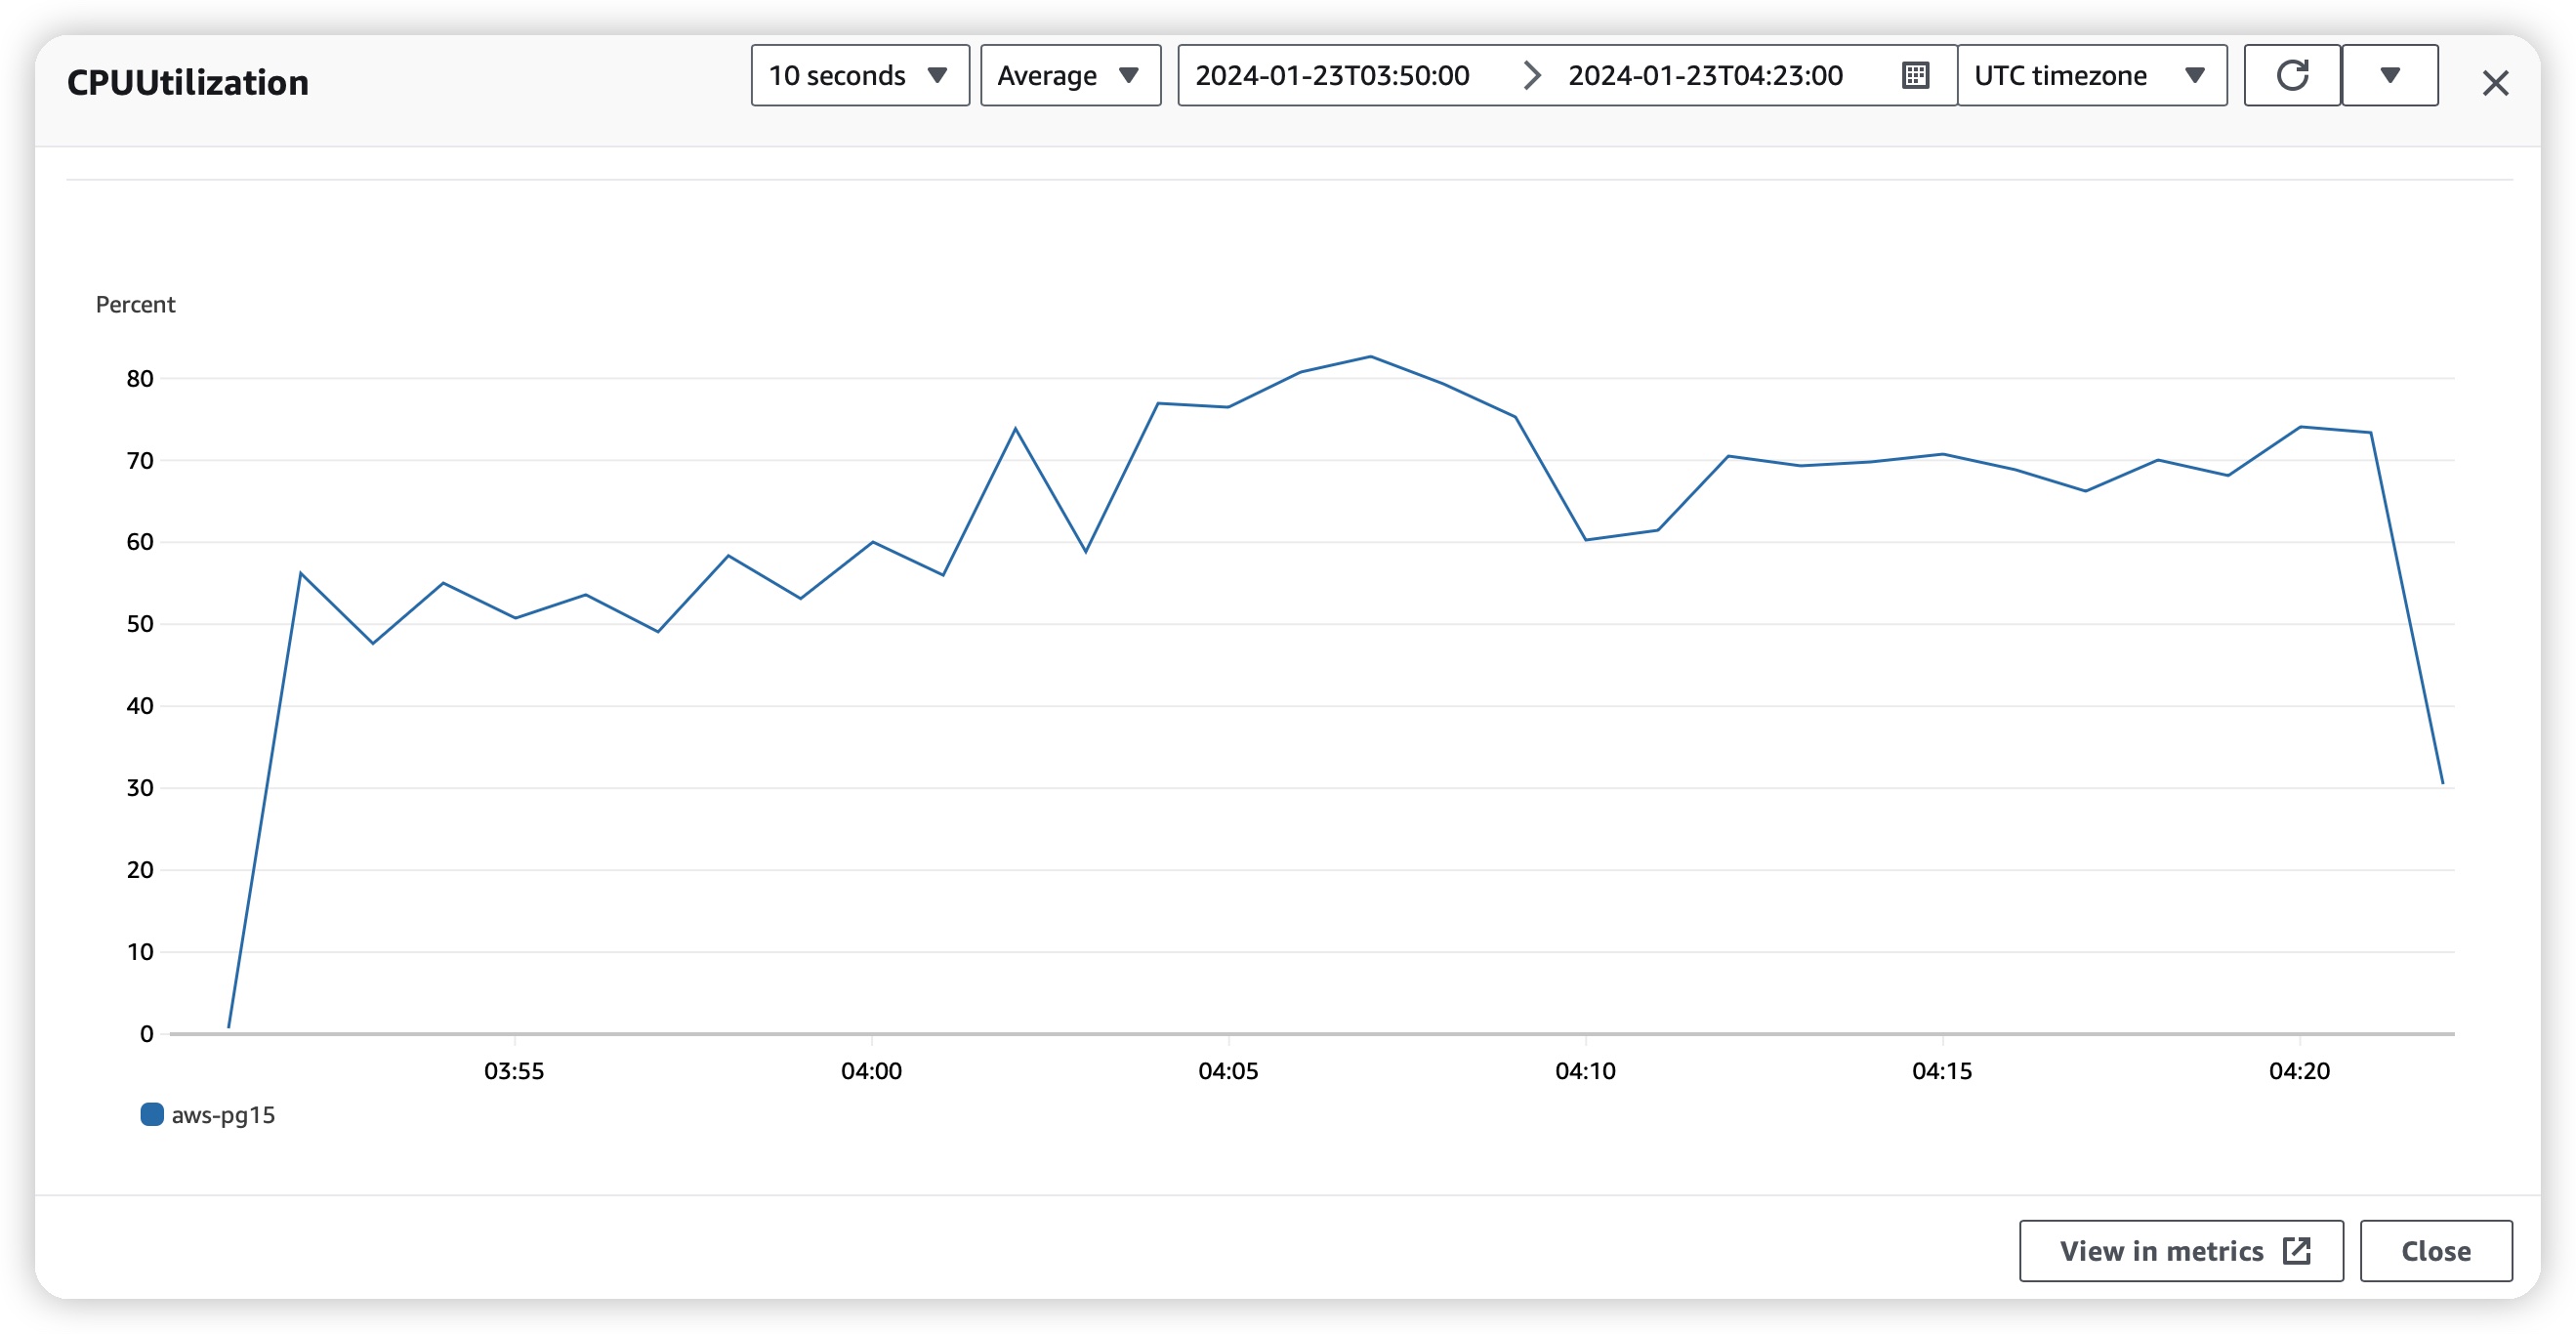 CPUUtilization
10 seconds
Average
2024-01-23T03:50:00
2024-01-23T04:23:00
UTC timezone
Percent
80
70
60
50
40
30
20
10
0
03:55
04:00
04:05
04:10
04:15
04:20
aws-pg15
View in metrics
Close